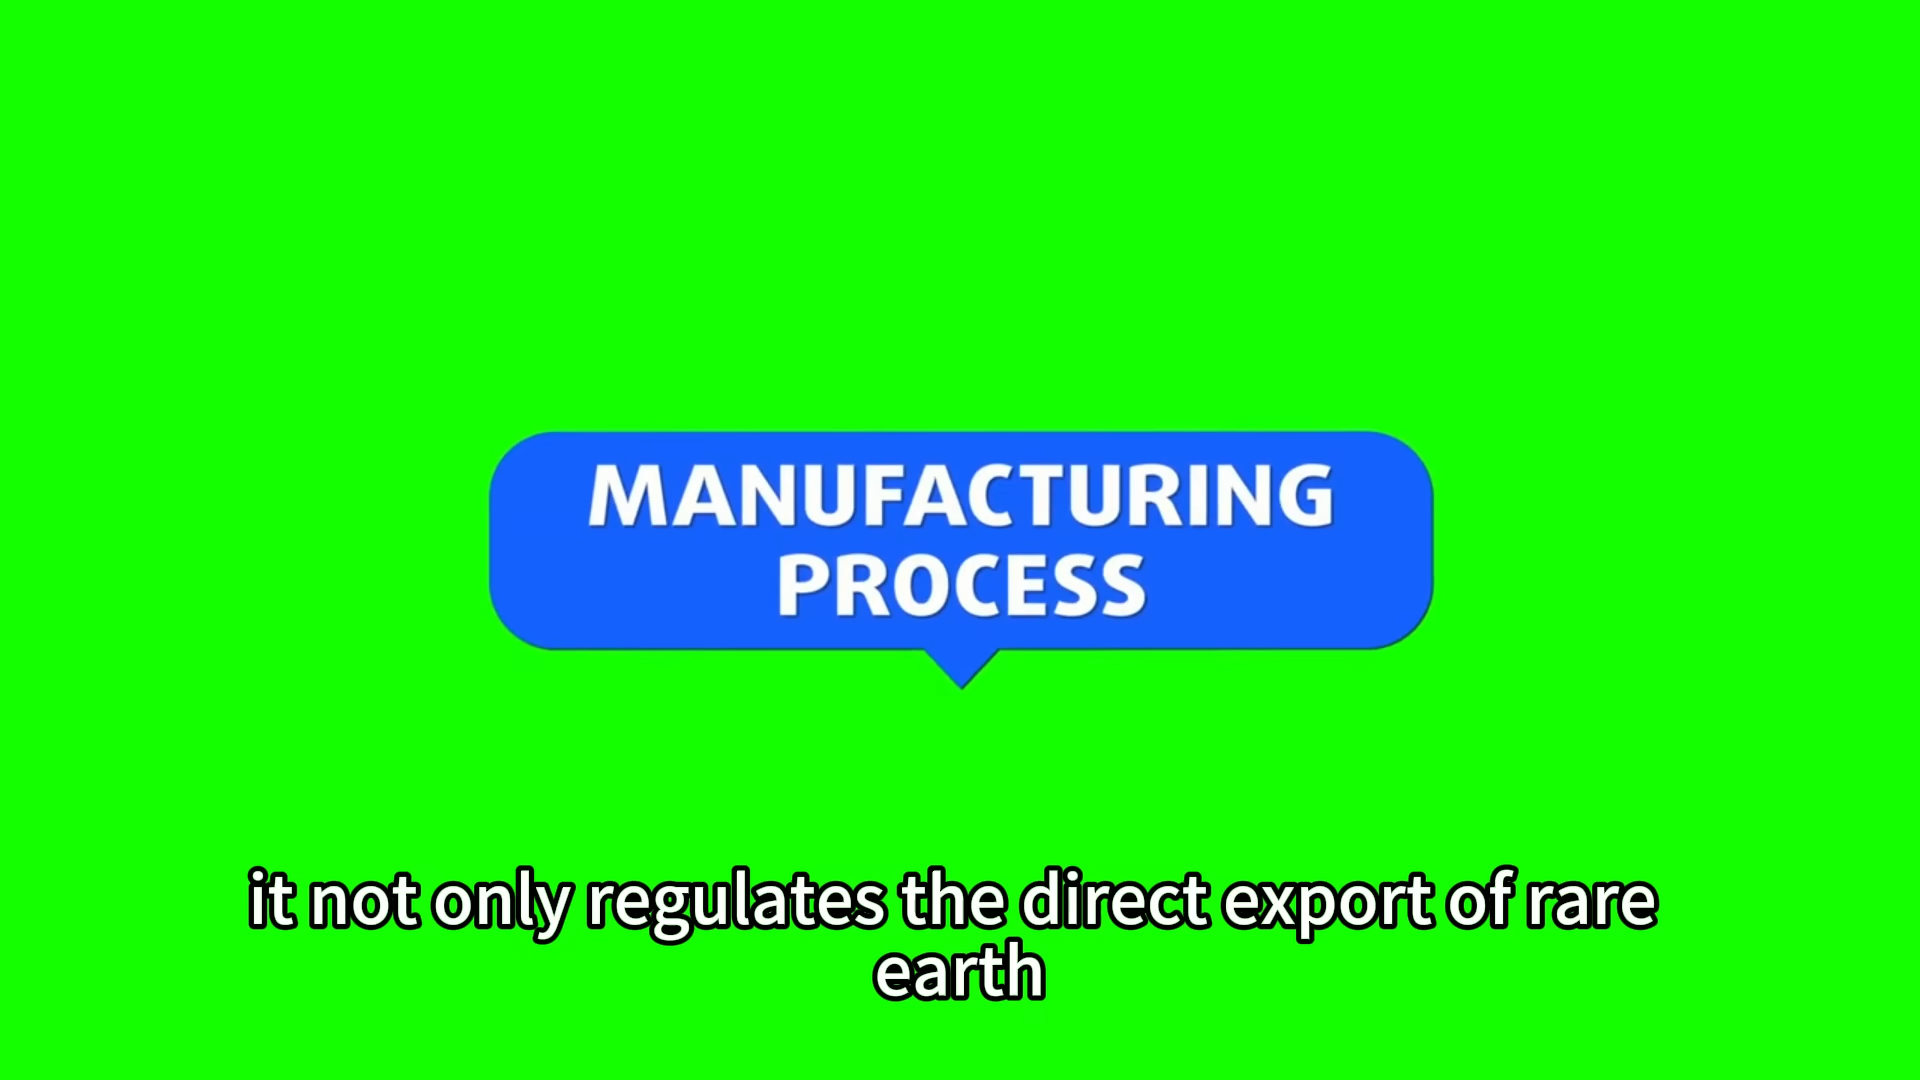 MANUFACTURING
PROCESS
it not only regulates the direct export of rare
earth